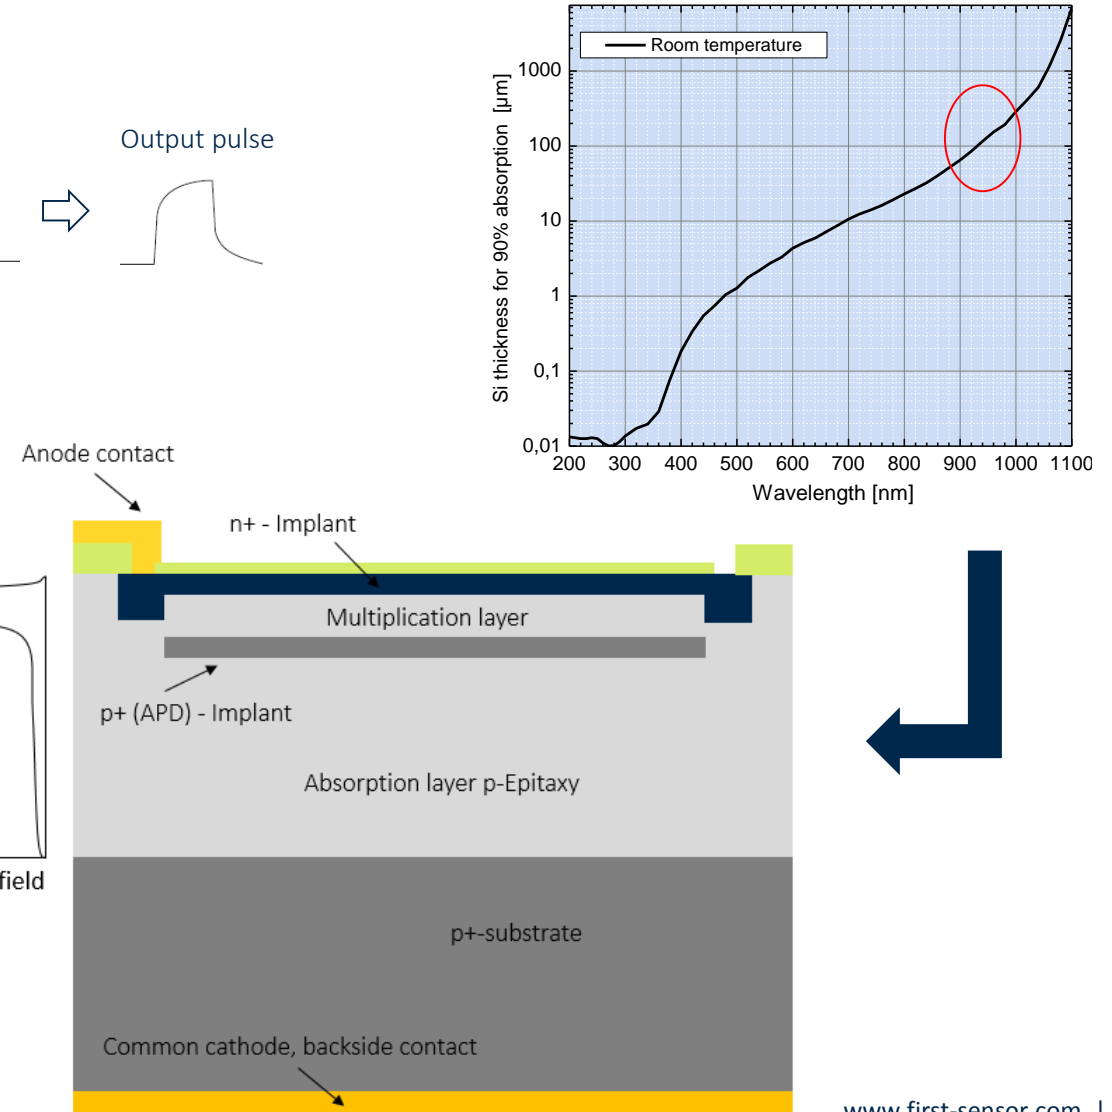 Output pulse
Room temperature
Si thickness for 90% absorption [µm]
1000
100
10
1
0,1
0,01
200 300 400 500 600 700 800 900 1000 1100
Wavelength [nm]
Anode contact
n+ - Implant
Multiplication layer
p+ (APD) - Implant
Absorption layer p-Epitaxy
field
p+-substrate
Common cathode, backside contact
www.first-sensor.com |